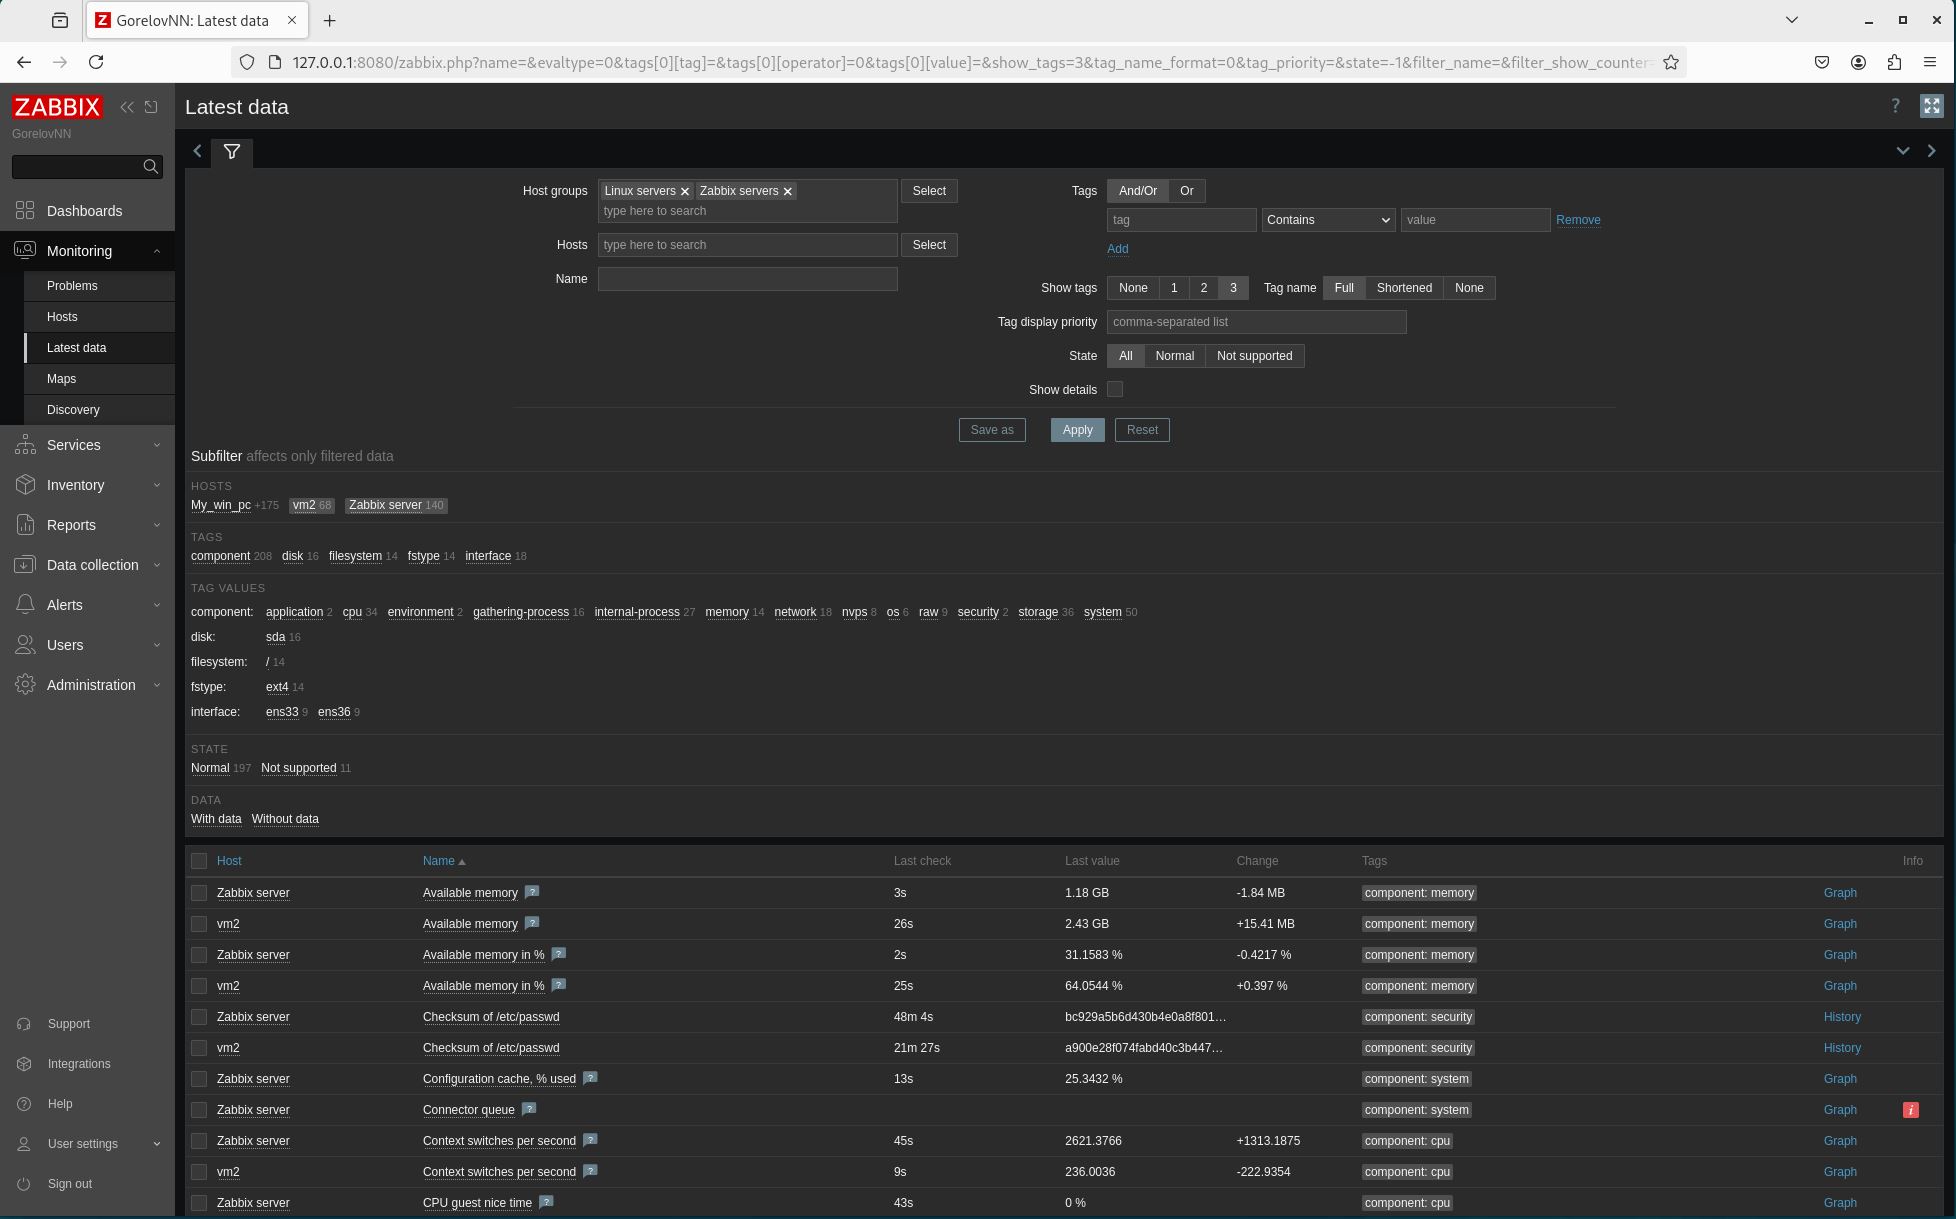 GorelovNN: Latest data
127.0.0.1:8080/zabbix.php?name=&evaltype=0&tags[0][tag]=&tags[0][operator]=0&tags[0][value]=&show_tags=3&tag_name_format=0&tag_priority=&state=-1&filter_name=&filter_show_counter=
ZABBIX
GorelovNN
Dashboards
Monitoring
Problems
Hosts
Latest data
Maps
Discovery
Services
Inventory
Reports
Data collection
Alerts
Users
Administration
Support
Integrations
Help
User settings
Sign out
Latest data ?
Host groups Linux servers Zabbix servers Select
type here to search
Hosts type here to search Select
Name
Tags And/Or Or
tag Contains value Remove
Add
Show tags None 1 2 3 Tag name Full Shortened None
Tag display priority comma-separated list
State All Normal Not supported
Show details
Save as Apply Reset
Subfilter affects only filtered data
HOSTS
My_win_pc +175 vm2 68 Zabbix server 140
TAGS
component 208 disk 16 filesystem 14 fstype 14 interface 18
TAG VALUES
component: application 2 cpu 34 environment 2 gathering-process 16 internal-process 27 memory 14 network 18 nvps 8 os 6 raw 9 security 2 storage 36 system 50
disk: sda 16
filesystem: / 14
fstype: ext4 14
interface: ens33 9 ens36 9
STATE
Normal 197 Not supported 11
DATA
With data Without data
Host Name Last check Last value Change Tags Info
Zabbix server Available memory ? 3s 1.18 GB -1.84 MB component: memory Graph
vm2 Available memory ? 26s 2.43 GB +15.41 MB component: memory Graph
Zabbix server Available memory in % ? 2s 31.1583 % -0.4217 % component: memory Graph
vm2 Available memory in % ? 25s 64.0544 % +0.397 % component: memory Graph
Zabbix server Checksum of /etc/passwd 48m 4s bc929a5b6d430b4e0a8f801... component: security History
vm2 Checksum of /etc/passwd 21m 27s a900e28f074fabd40c3b447... component: security History
Zabbix server Configuration cache, % used ? 13s 25.3432 % component: system Graph
Zabbix server Connector queue ? component: system Graph i
Zabbix server Context switches per second ? 45s 2621.3766 +1313.1875 component: cpu Graph
vm2 Context switches per second ? 9s 236.0036 -222.9354 component: cpu Graph
Zabbix server CPU guest nice time ? 43s 0 % component: cpu Graph